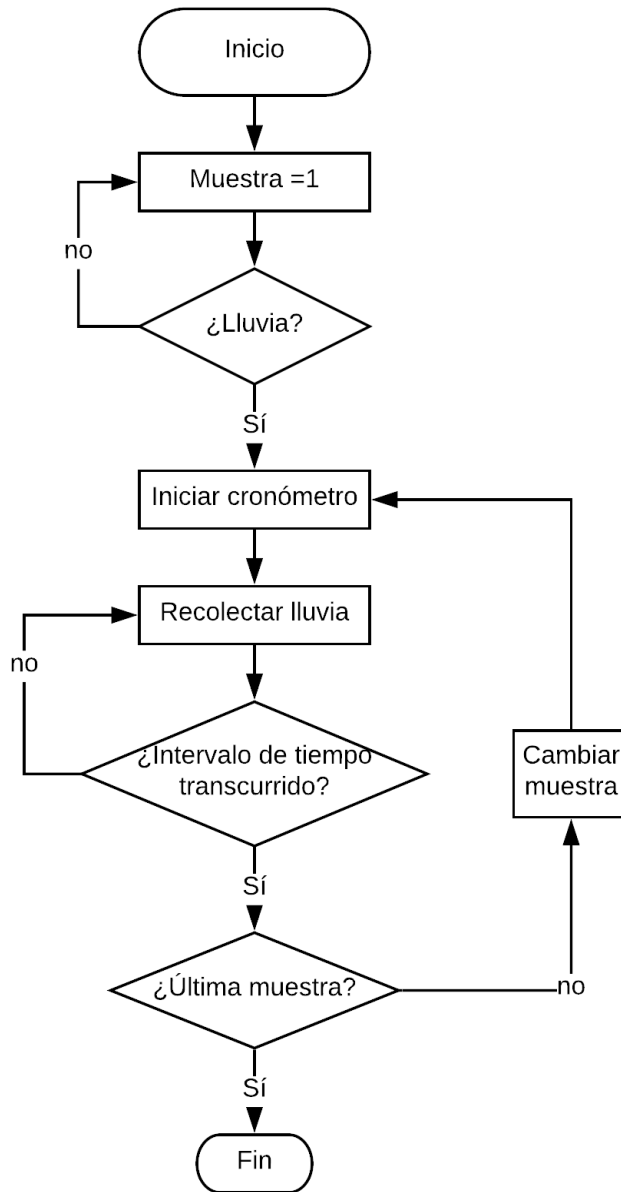 Inicio
Muestra =1
no
¿Lluvia?
Sí
Iniciar cronómetro
Recolectar lluvia
no
¿Intervalo de tiempo
transcurrido?
Cambiar
muestra
Sí
¿Última muestra?
no
Sí
Fin